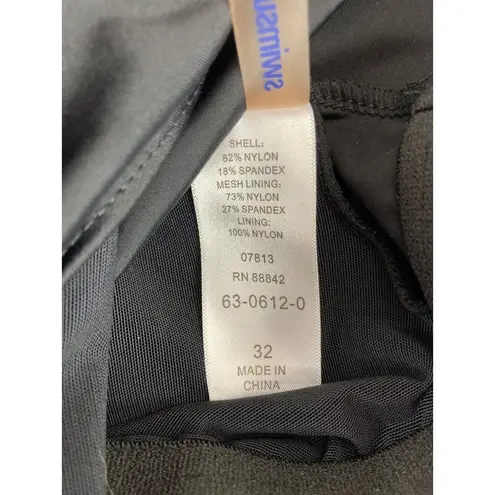 swimsu
SHELL:
82% NYLON
18% SPANDEX
MESH LINING:
73% NYLON
27% SPANDEX
LINING:
100% NYLON
07813
RN 88842
63-0612-0
32
MADE IN
CHINA